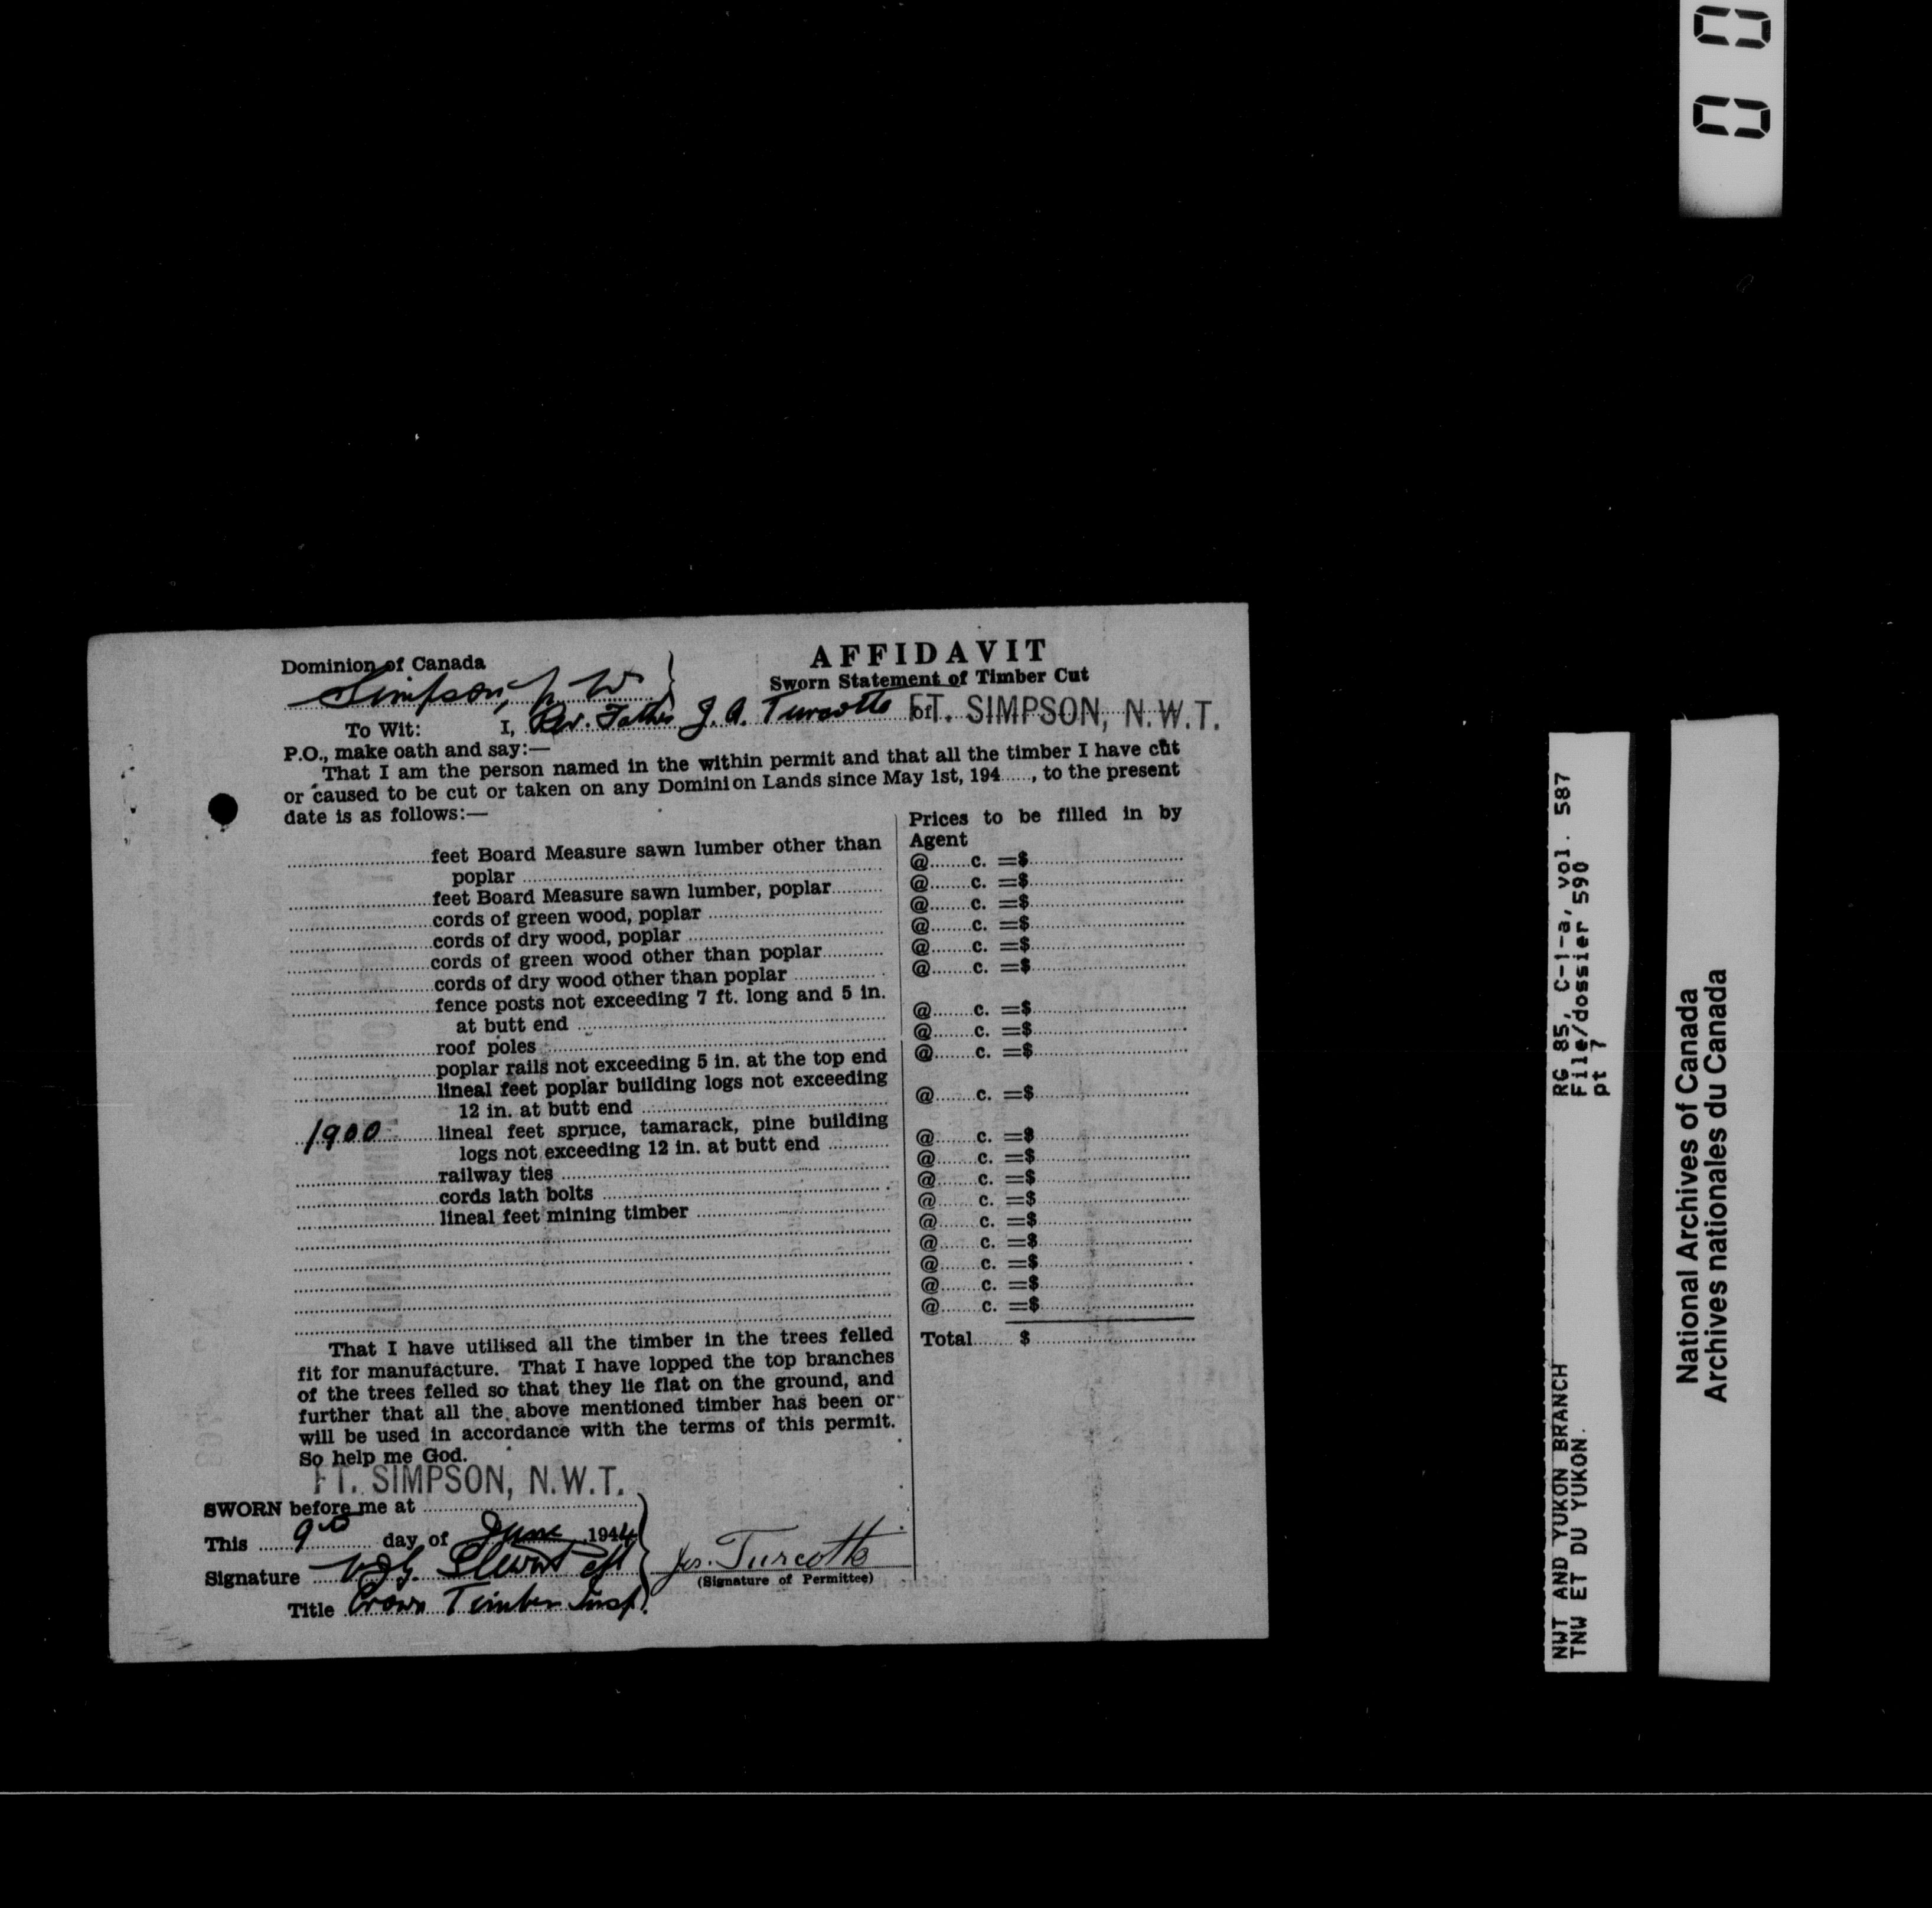 0 0
AFFIDAVIT
Sworn Statement of Timber Cut
Dominion of Canada
Simpson, N W
To Wit: I, Rev. Father J. A. Turcotte of FT. SIMPSON, N.W.T.
P.O., make oath and say:—
That I am the person named in the within permit and that all the timber I have cut
or caused to be cut or taken on any Dominion Lands since May 1st, 194......, to the present
date is as follows:—
Prices to be filled in by
Agent
feet Board Measure sawn lumber other than
poplar @........c. =$
feet Board Measure sawn lumber, poplar @........c. =$
cords of green wood, poplar @........c. =$
cords of dry wood, poplar @........c. =$
cords of green wood other than poplar @........c. =$
cords of dry wood other than poplar @........c. =$
fence posts not exceeding 7 ft. long and 5 in.
at butt end @........c. =$
roof poles @........c. =$
poplar rails not exceeding 5 in. at the top end @........c. =$
lineal feet poplar building logs not exceeding
12 in. at butt end @........c. =$
1900 lineal feet spruce, tamarack, pine building
logs not exceeding 12 in. at butt end @........c. =$
railway ties @........c. =$
cords lath bolts @........c. =$
lineal feet mining timber @........c. =$
@........c. =$
@........c. =$
@........c. =$
@........c. =$
@........c. =$
Total....... $
That I have utilised all the timber in the trees felled
fit for manufacture. That I have lopped the top branches
of the trees felled so that they lie flat on the ground, and
further that all the above mentioned timber has been or
will be used in accordance with the terms of this permit.
So help me God.
FT. SIMPSON, N.W.T.
SWORN before me at
This 9th day of June 1944
Signature Stewart
Jos. Turcotte
(Signature of Permittee)
Title Crown Timber Insp.
RG 85, C-1-a, vol. 587
File/dossier 590
pt 7
NWT AND YUKON BRANCH
TNW ET DU YUKON
National Archives of Canada
Archives nationales du Canada